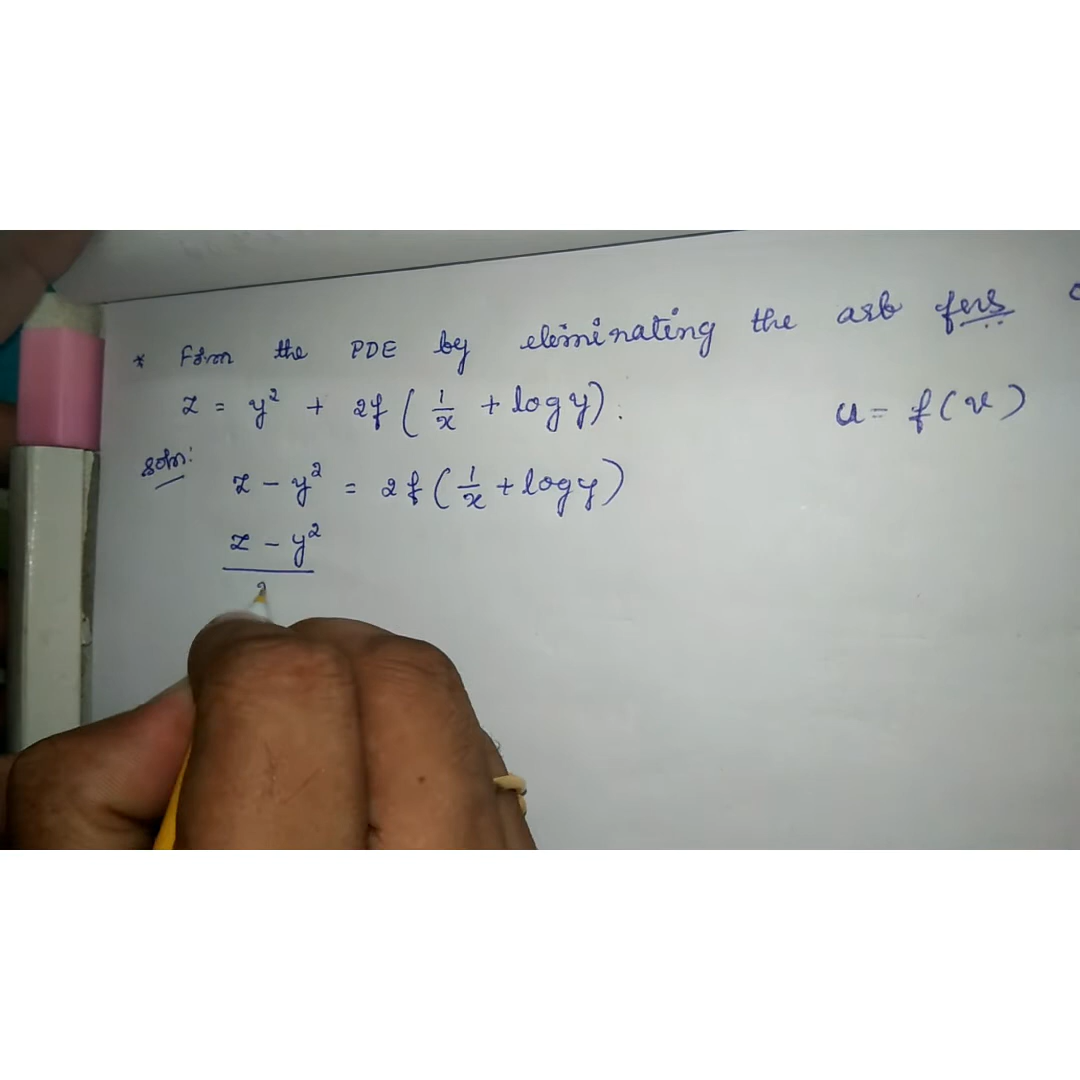 * Form the PDE by eliminating the arb fns
z = y² + 2f ( 1/x + log y ).
u = f(v)
Soln:
z - y² = 2f ( 1/x + log y )
z - y²
2